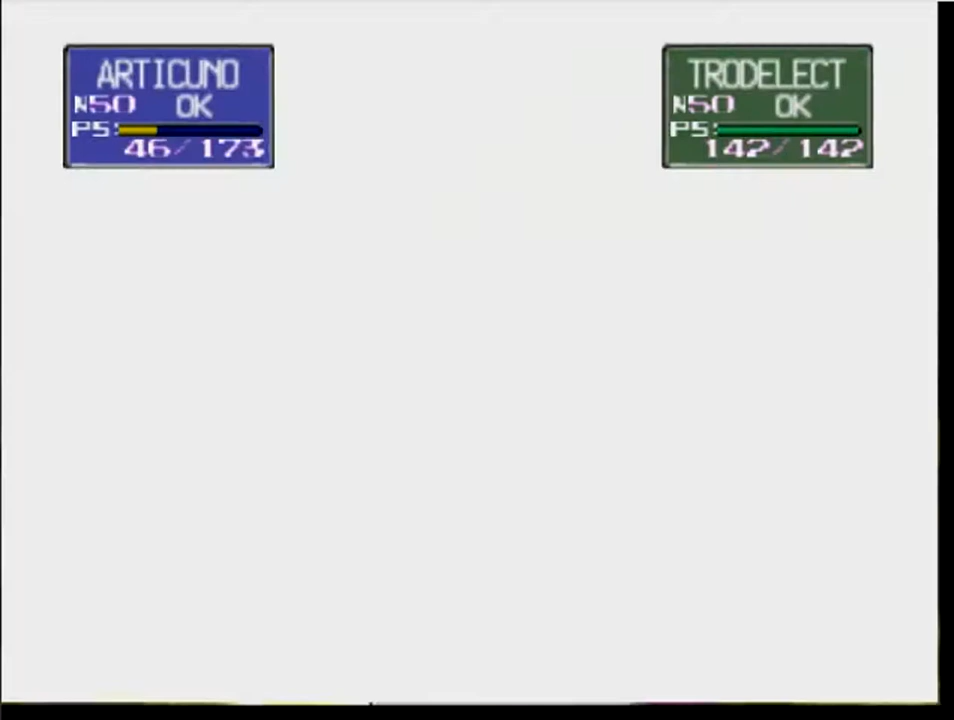 ARTICUNO
N50 OK
PS:
46/173
TRODELECT
N50 OK
PS:
142/142